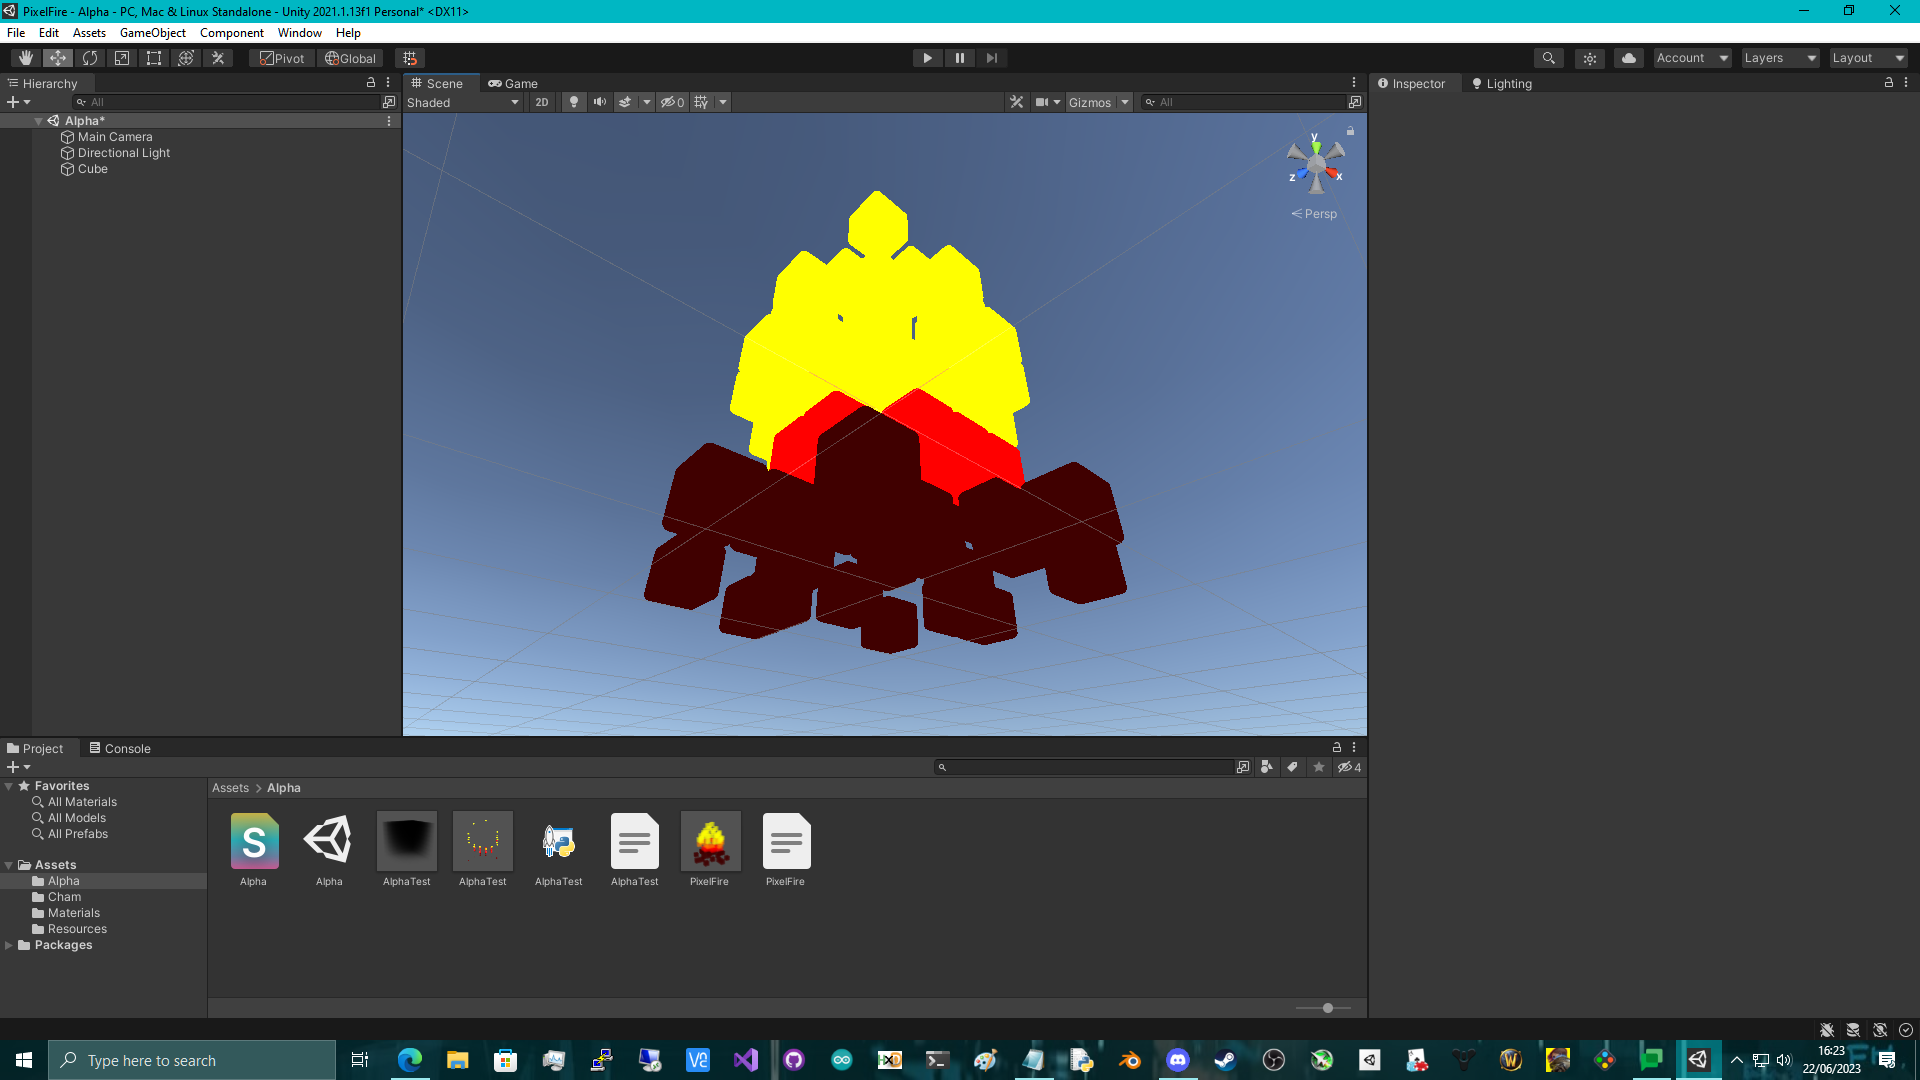 PixelFire - Alpha - PC, Mac & Linux Standalone - Unity 2021.1.13f1 Personal* <DX11>
File Edit Assets GameObject Component Window Help
Pivot Global Account Layers Layout
Hierarchy
All
Alpha*
Main Camera
Directional Light
Cube
Scene Game
Shaded 2D 0 Gizmos All
y
z x
Persp
Inspector Lighting
Project Console
4
Favorites
All Materials
All Models
All Prefabs
Assets
Alpha
Cham
Materials
Resources
Packages
Assets > Alpha
S
Alpha Alpha AlphaTest AlphaTest AlphaTest AlphaTest PixelFire PixelFire
Type here to search
16:23
22/06/2023